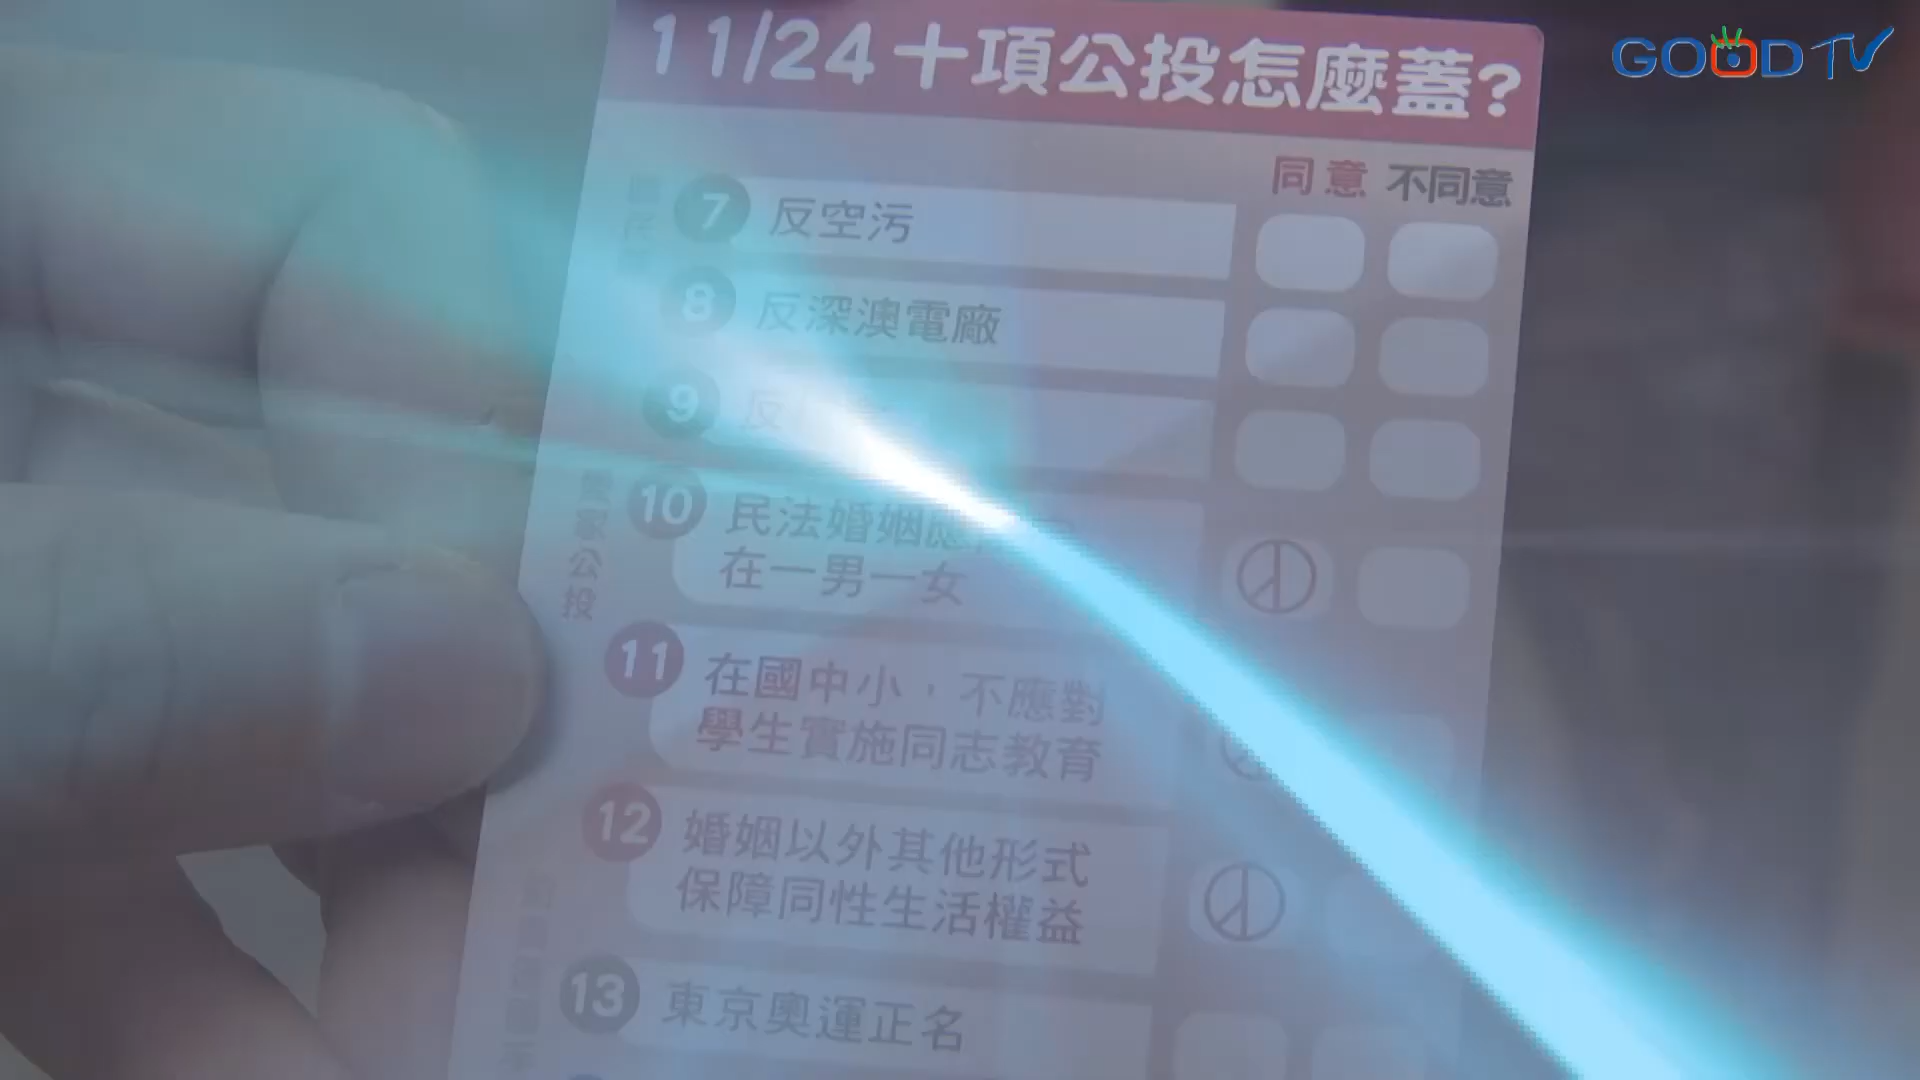 GOOD TV
11/24十項公投怎麼蓋?
同意 不同意
7 反空污
8 反深澳電廠
9 反
10 民法婚姻應
在一男一女
11 在國中小，不應對
學生實施同志教育
12 婚姻以外其他形式
保障同性生活權益
13 東京奧運正名
愛家公投